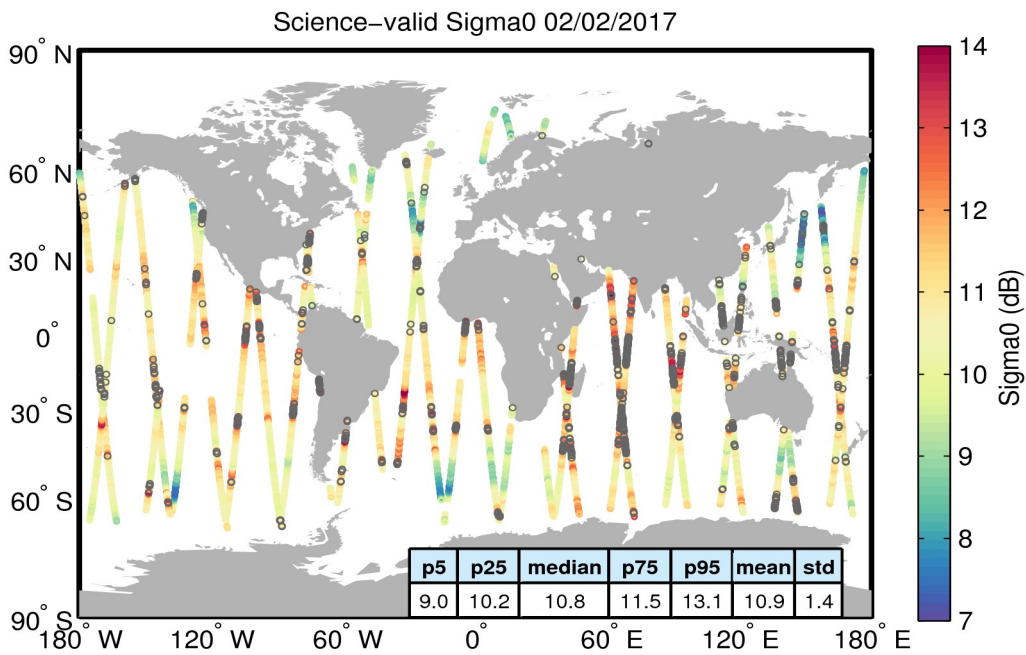 Science−valid Sigma0 02/02/2017
90° N
60° N
30° N
0°
30° S
60° S
90° S
180° W
120° W
60° W
0°
60° E
120° E
180° E
p5 p25 median p75 p95 mean std
9.0 10.2 10.8 11.5 13.1 10.9 1.4
14
13
12
11
10
9
8
7
Sigma0 (dB)